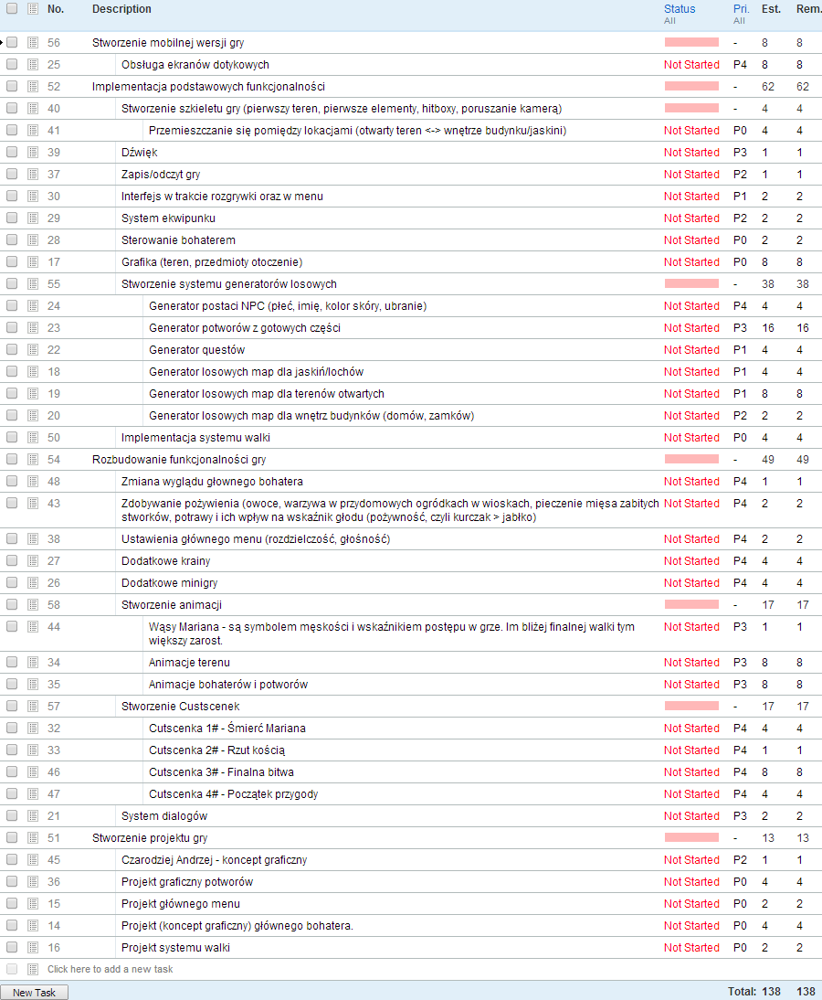 No. Description Status Pri. Est. Rem.
All All
56 Stworzenie mobilnej wersji gry - 8 8
25 Obsługa ekranów dotykowych Not Started P4 8 8
52 Implementacja podstawowych funkcjonalności - 62 62
40 Stworzenie szkieletu gry (pierwszy teren, pierwsze elementy, hitboxy, poruszanie kamerą) - 4 4
41 Przemieszczanie się pomiędzy lokacjami (otwarty teren <-> wnętrze budynku/jaskini) Not Started P0 4 4
39 Dźwięk Not Started P3 1 1
37 Zapis/odczyt gry Not Started P2 1 1
30 Interfejs w trakcie rozgrywki oraz w menu Not Started P1 2 2
29 System ekwipunku Not Started P2 2 2
28 Sterowanie bohaterem Not Started P0 2 2
17 Grafika (teren, przedmioty otoczenie) Not Started P0 8 8
55 Stworzenie systemu generatorów losowych - 38 38
24 Generator postaci NPC (płeć, imię, kolor skóry, ubranie) Not Started P4 4 4
23 Generator potworów z gotowych części Not Started P3 16 16
22 Generator questów Not Started P1 4 4
18 Generator losowych map dla jaskiń/lochów Not Started P1 4 4
19 Generator losowych map dla terenów otwartych Not Started P1 8 8
20 Generator losowych map dla wnętrz budynków (domów, zamków) Not Started P2 2 2
50 Implementacja systemu walki Not Started P0 4 4
54 Rozbudowanie funkcjonalności gry - 49 49
48 Zmiana wyglądu głownego bohatera Not Started P4 1 1
43 Zdobywanie pożywienia (owoce, warzywa w przydomowych ogródkach w wioskach, pieczenie mięsa zabitych Not Started P4 2 2
stworków, potrawy i ich wpływ na wskaźnik głodu (pożywność, czyli kurczak > jabłko)
38 Ustawienia głównego menu (rozdzielczość, głośność) Not Started P4 2 2
27 Dodatkowe krainy Not Started P4 4 4
26 Dodatkowe minigry Not Started P4 4 4
58 Stworzenie animacji - 17 17
44 Wąsy Mariana - są symbolem męskości i wskaźnikiem postępu w grze. Im bliżej finalnej walki tym Not Started P3 1 1
większy zarost.
34 Animacje terenu Not Started P3 8 8
35 Animacje bohaterów i potworów Not Started P3 8 8
57 Stworzenie Custscenek - 17 17
32 Cutscenka 1# - Śmierć Mariana Not Started P4 4 4
33 Cutscenka 2# - Rzut kością Not Started P4 1 1
46 Cutscenka 3# - Finalna bitwa Not Started P4 8 8
47 Cutscenka 4# - Początek przygody Not Started P4 4 4
21 System dialogów Not Started P3 2 2
51 Stworzenie projektu gry - 13 13
45 Czarodziej Andrzej - koncept graficzny Not Started P2 1 1
36 Projekt graficzny potworów Not Started P0 4 4
15 Projekt głównego menu Not Started P0 2 2
14 Projekt (koncept graficzny) głównego bohatera. Not Started P0 4 4
16 Projekt systemu walki Not Started P0 2 2
Click here to add a new task
New Task Total: 138 138